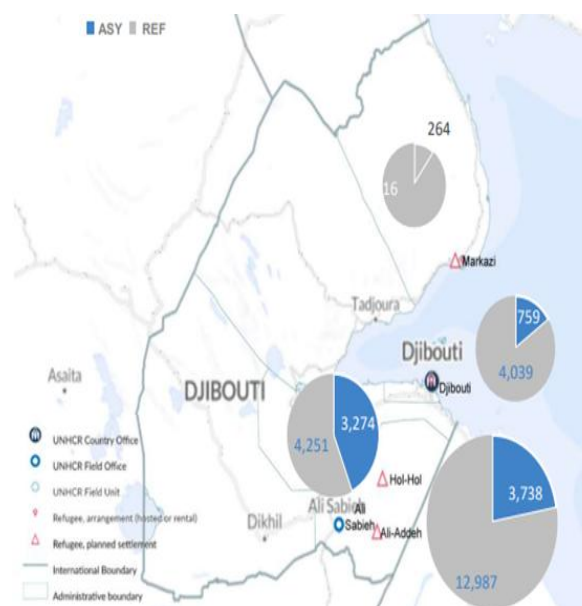 ASY REF
264
16
Markazi
Tadjoura
759
Djibouti
4,039
Asaita
DJIBOUTI
Djibouti
3,274
4,251
UNHCR Country Office
UNHCR Field Office
Hol-Hol
3,738
UNHCR Field Unit
Ali Sabieh
Ali
Refugee, arrangement (hosted or rental)
Dikhil
Sabieh
Ali-Addeh
Refugee, planned settlement
International Boundary
12,987
Administrative boundary